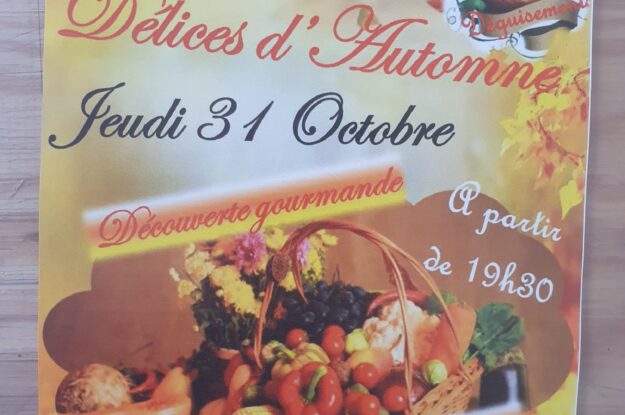 Déguisement
Délices d'Automne
Jeudi 31 Octobre
Découverte gourmande
A partir
de 19h30